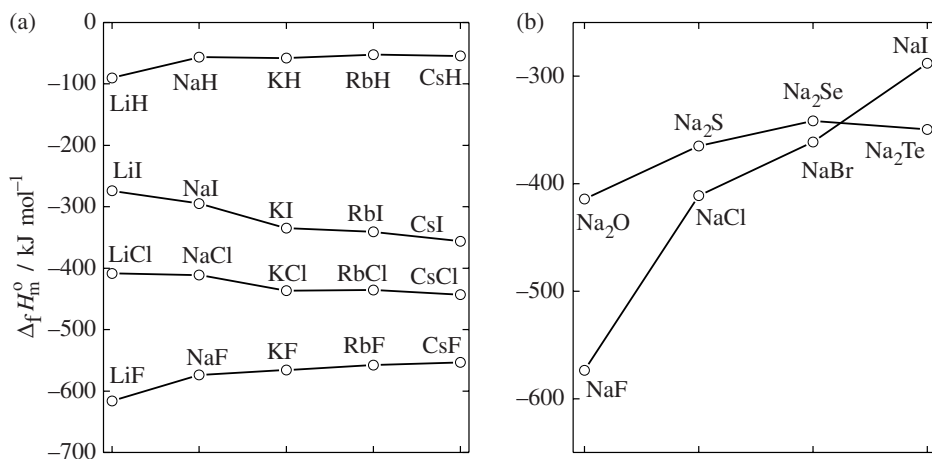 (a)
Δ_f H_m^o / kJ mol⁻¹
0
–100
–200
–300
–400
–500
–600
–700
LiH
NaH
KH
RbH
CsH
LiI
NaI
KI
RbI
CsI
LiCl
NaCl
KCl
RbCl
CsCl
LiF
NaF
KF
RbF
CsF
(b)
–300
–400
–500
–600
Na₂O
Na₂S
Na₂Se
Na₂Te
NaF
NaCl
NaBr
NaI